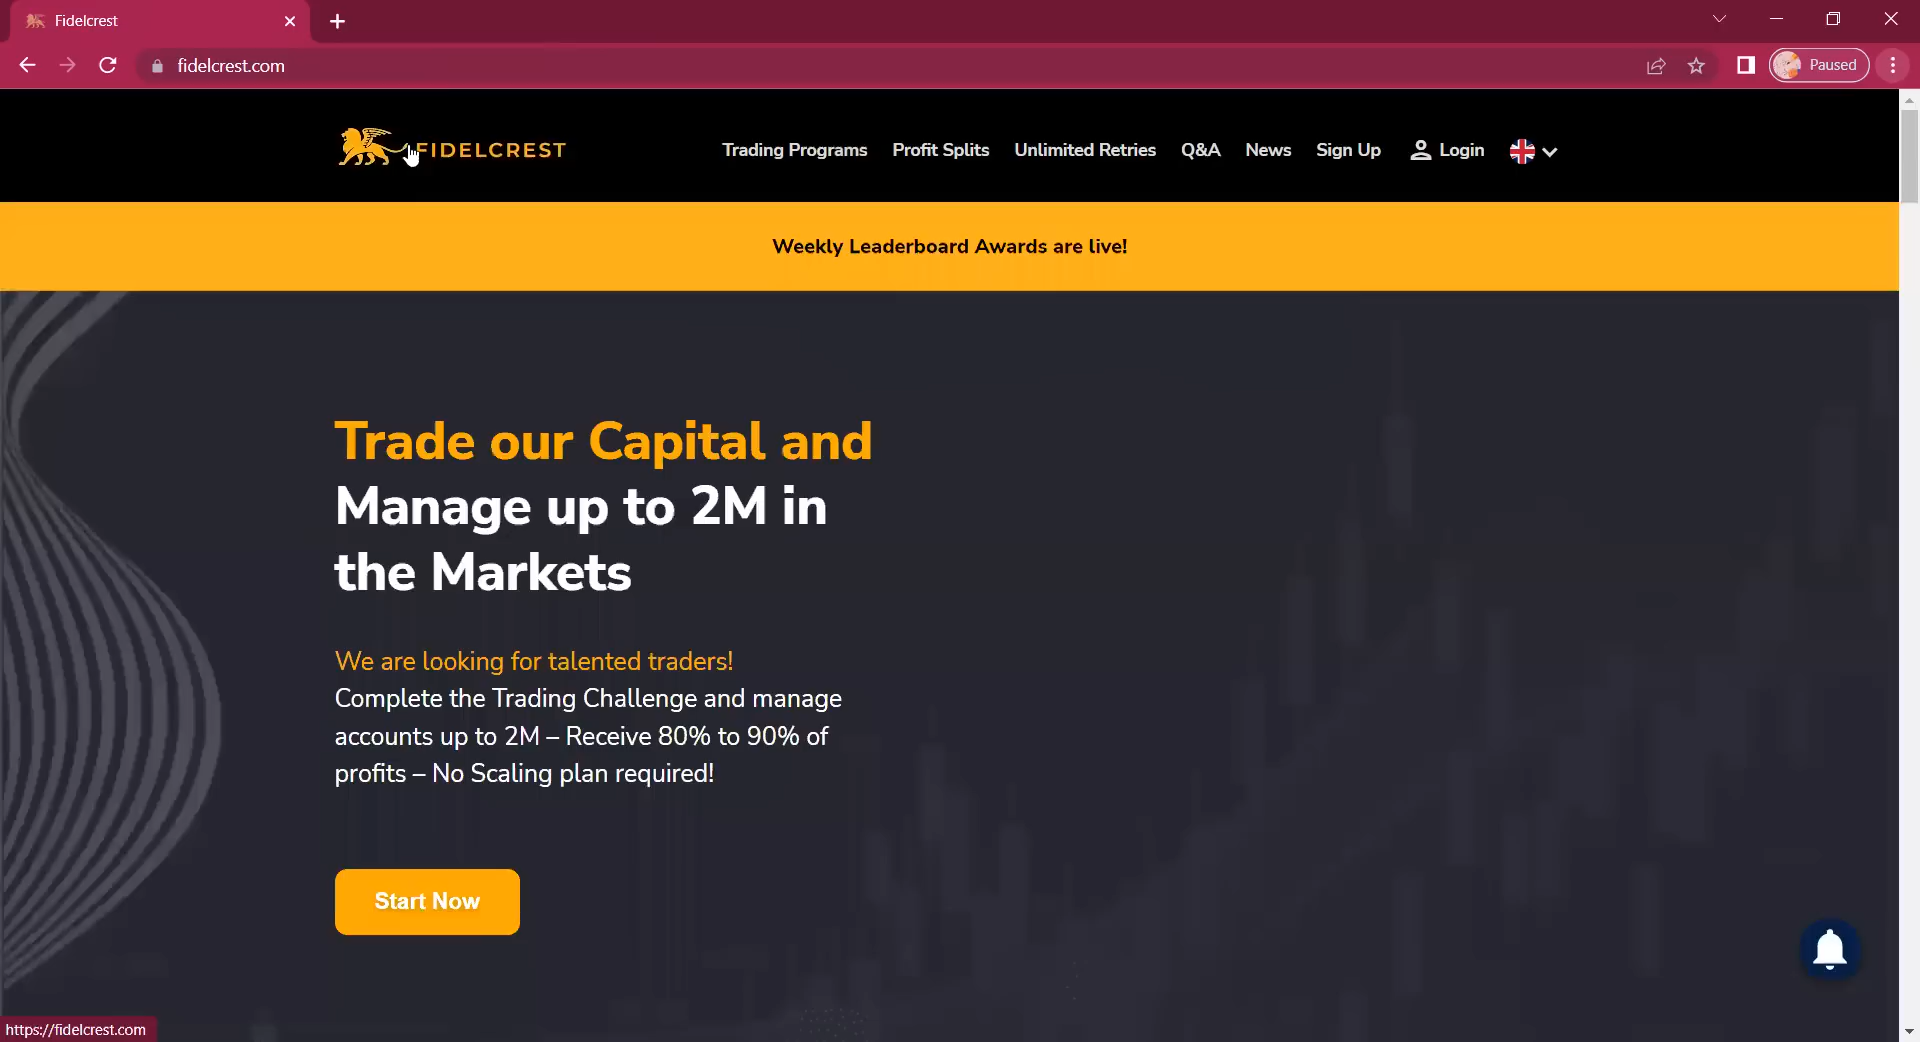 Fidelcrest
fidelcrest.com
Paused
FIDELCREST
Trading Programs
Profit Splits
Unlimited Retries
Q&A
News
Sign Up
Login
Weekly Leaderboard Awards are live!
Trade our Capital and
Manage up to 2M in
the Markets
We are looking for talented traders!
Complete the Trading Challenge and manage
accounts up to 2M – Receive 80% to 90% of
profits – No Scaling plan required!
Start Now
https://fidelcrest.com